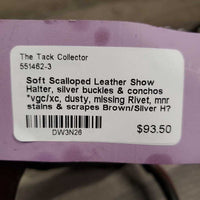 The Tack Collector
551462-3
Soft Scalloped Leather Show
Halter, silver buckles & conchos
*vgc/xc, dusty, missing Rivet, mnr
stains & scrapes Brown/Silver H?
DW3N26
$93.50